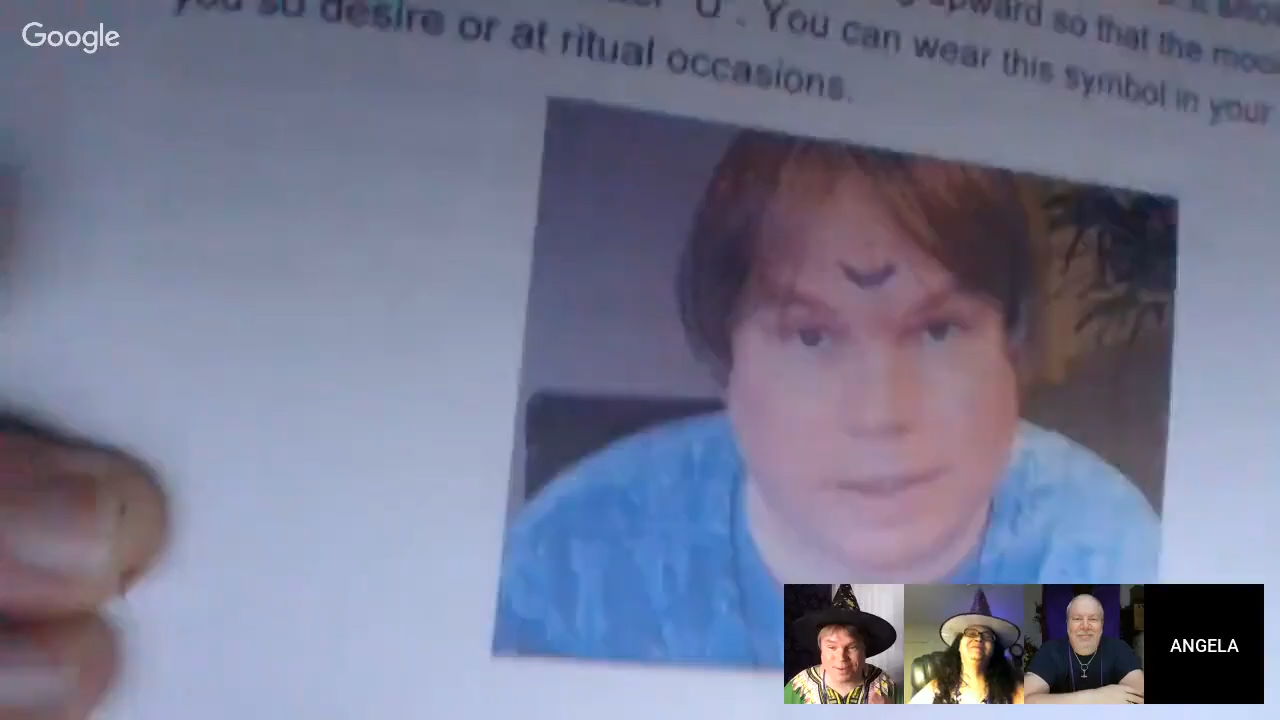 Google
upward so that the
"U". You can wear this symbol in your
you so desire or at ritual occasions.
ANGELA